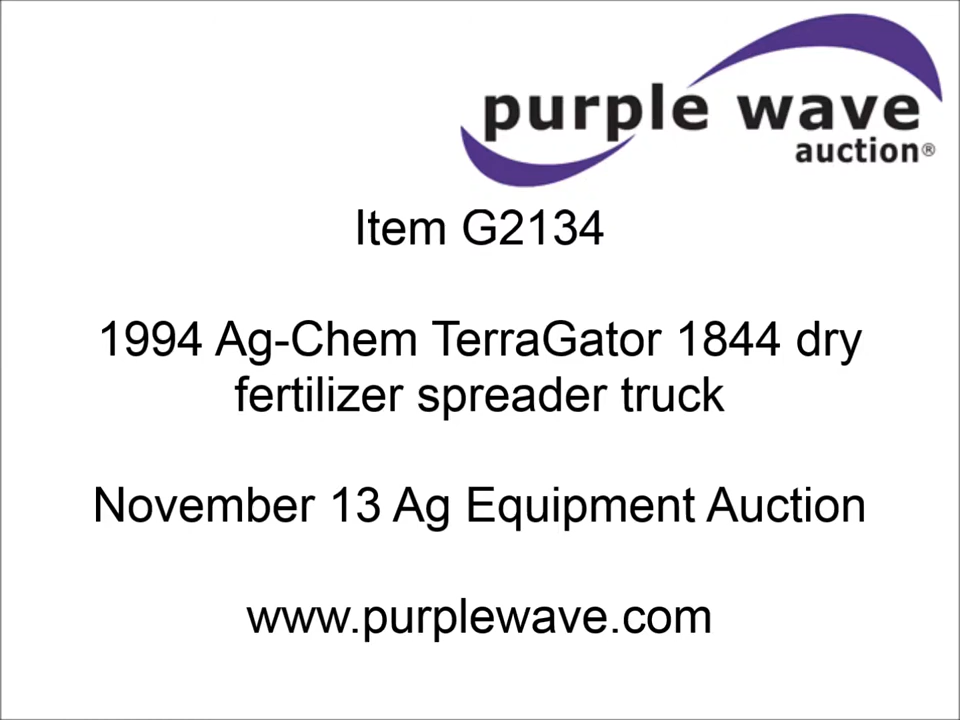 purple wave
auction®
Item G2134
1994 Ag-Chem TerraGator 1844 dry
fertilizer spreader truck
November 13 Ag Equipment Auction
www.purplewave.com